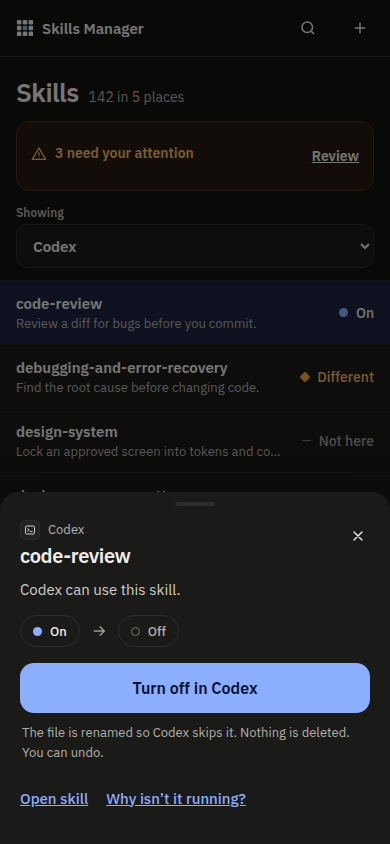 Skills Manager
Skills 142 in 5 places
3 need your attention
Review
Showing
Codex
code-review
Review a diff for bugs before you commit.
On
debugging-and-error-recovery
Find the root cause before changing code.
Different
design-system
Lock an approved screen into tokens and co...
Not here
Codex
code-review
Codex can use this skill.
On
Off
Turn off in Codex
The file is renamed so Codex skips it. Nothing is deleted.
You can undo.
Open skill
Why isn’t it running?